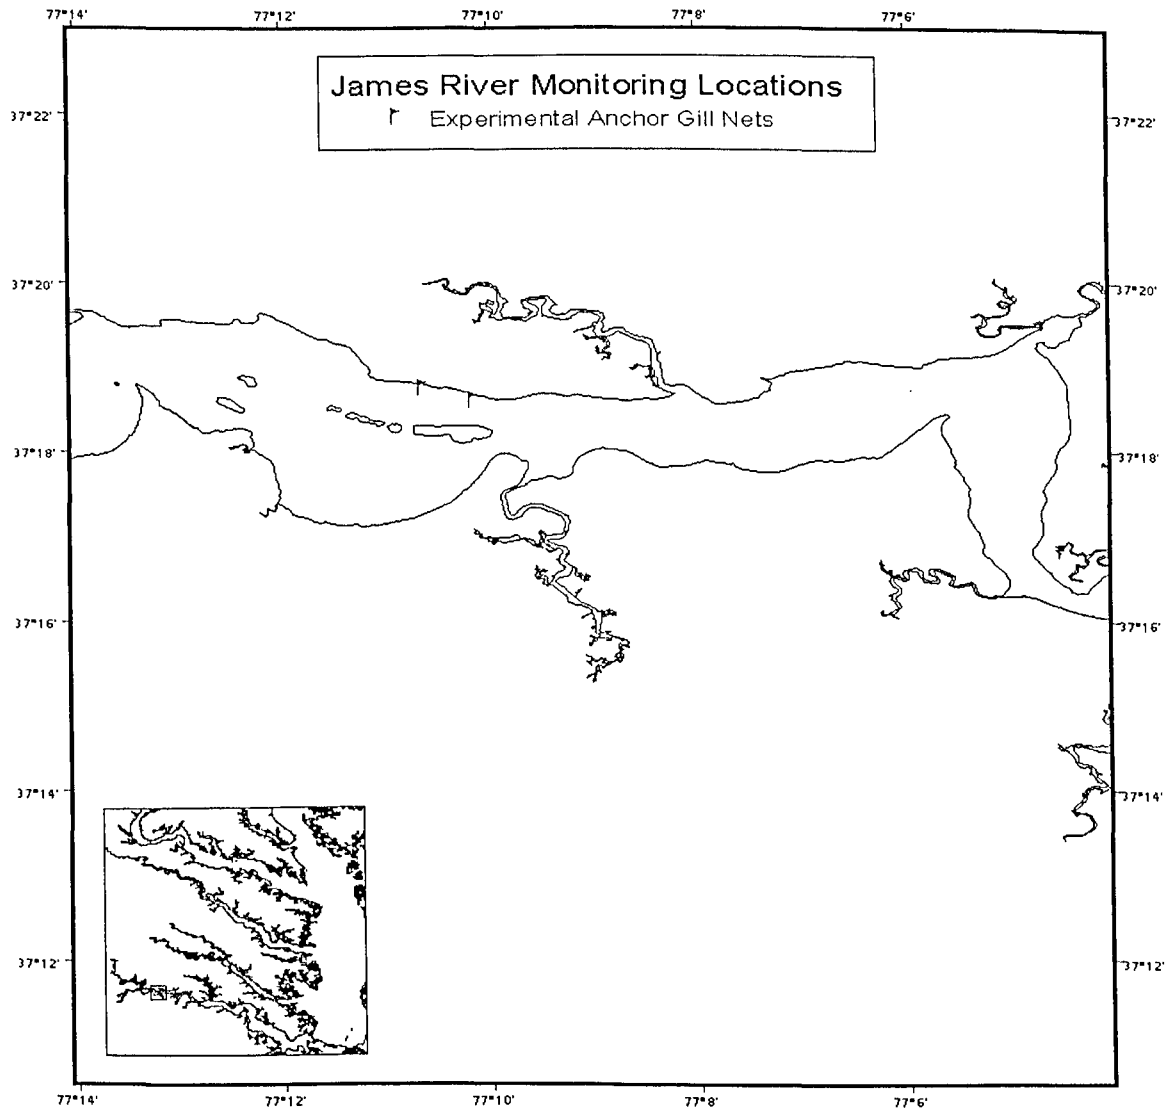 77°14' 77°12' 77°10' 77°8' 77°6'
James River Monitoring Locations
Experimental Anchor Gill Nets
37°22' 37°22'
37°20' 37°20'
37°18' 37°18'
37°16' 37°16'
37°14' 37°14'
37°12' 37°12'
77°14' 77°12' 77°10' 77°8' 77°6'